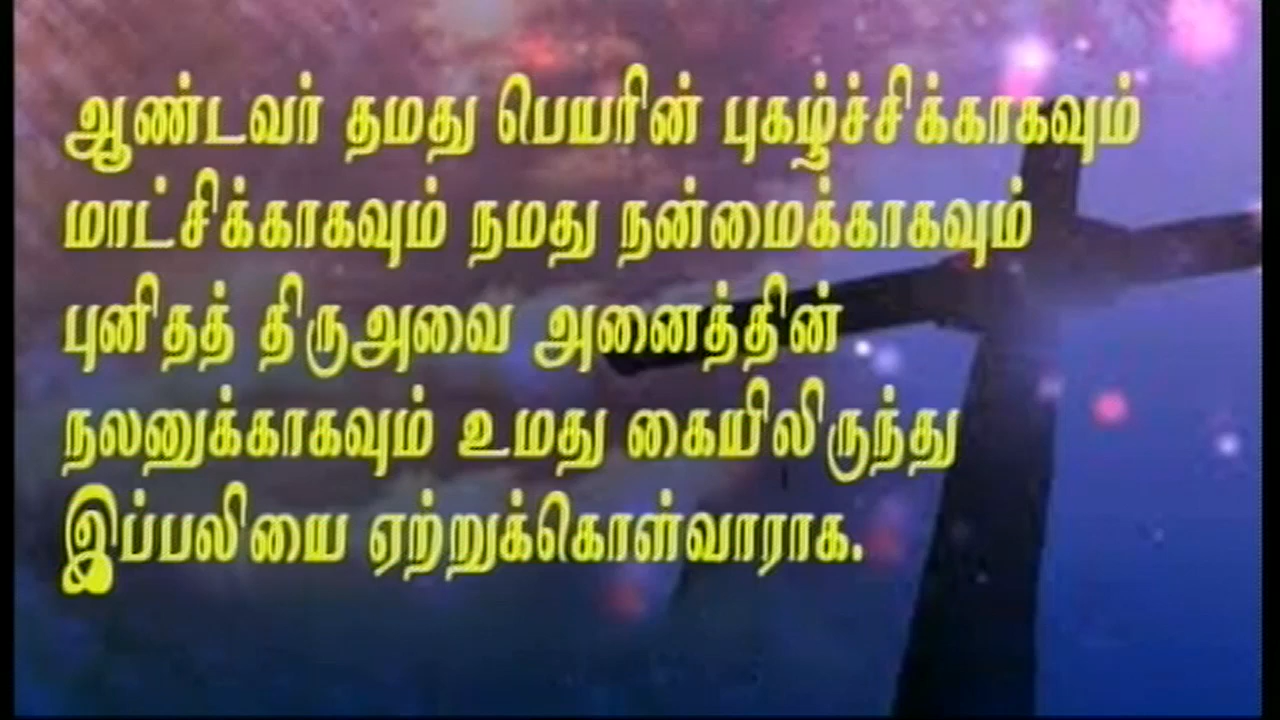 ஆண்டவர் தமது பெயரின் புகழ்ச்சிக்காகவும்
மாட்சிக்காகவும் நமது நன்மைக்காகவும்
புனிதத் திருஅவை அனைத்தின்
நலனுக்காகவும் உமது கையிலிருந்து
இப்பலியை ஏற்றுக்கொள்வாராக.